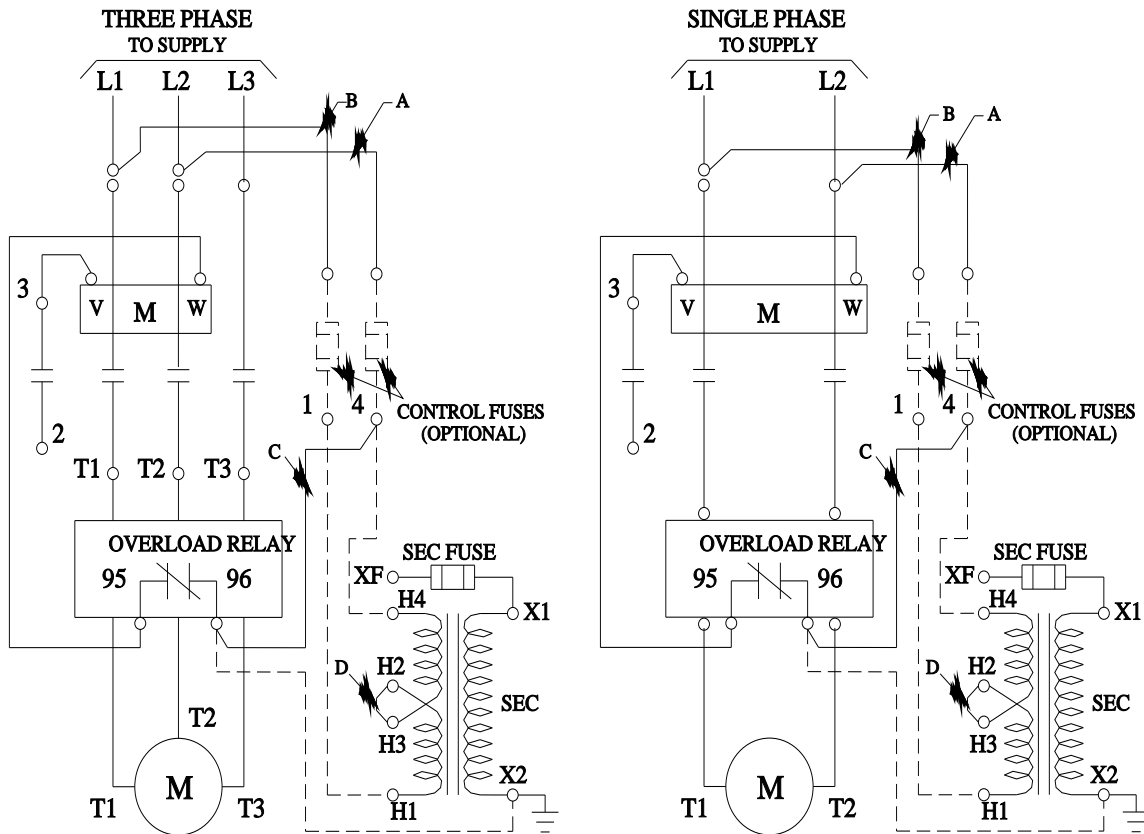 THREE PHASE
TO SUPPLY
L1 L2 L3
B A
3
V M W
2
1 4
CONTROL FUSES
(OPTIONAL)
C
T1 T2 T3
OVERLOAD RELAY
95 96
SEC FUSE
XF
H4 X1
D H2
SEC
H3
T2
M
T1 T3
X2
H1
SINGLE PHASE
TO SUPPLY
L1 L2
B A
3
V M W
2
1 4
CONTROL FUSES
(OPTIONAL)
C
OVERLOAD RELAY
95 96
SEC FUSE
XF
H4 X1
D H2
SEC
H3
M
T1 T2
X2
H1